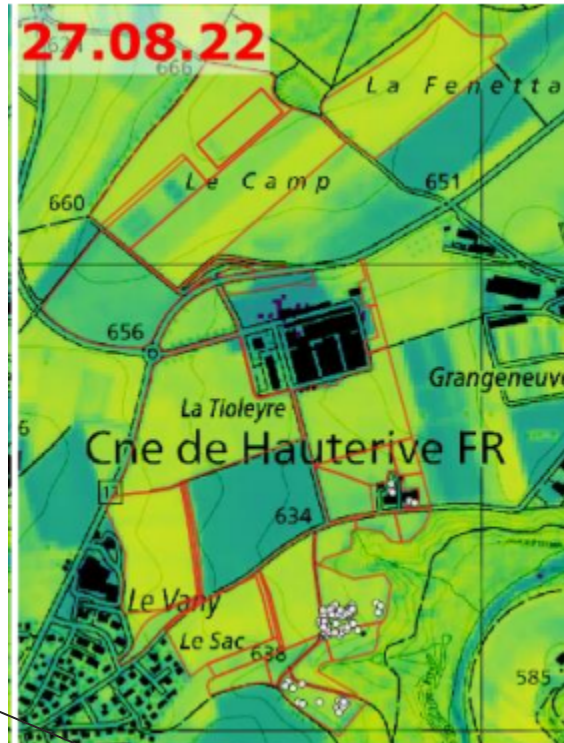 27.08.22
666
La Fenetta
Le Camp
651
660
656
Grangeneuve
La Tioleyre
Cne de Hauterive FR
634
Le Vany
Le Sac
638
585